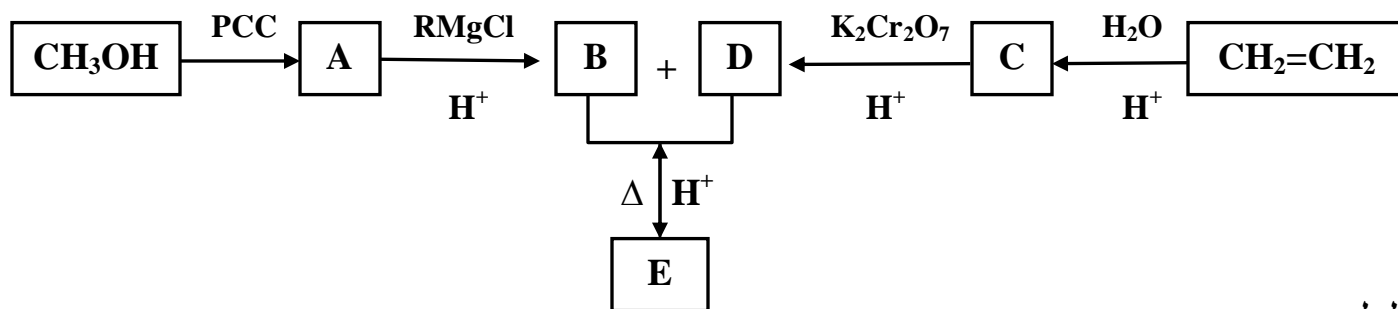 PCC RMgCl K₂Cr₂O₇ H₂O
CH₃OH A B + D C CH₂=CH₂
H⁺ H⁺ H⁺
Δ H⁺
E